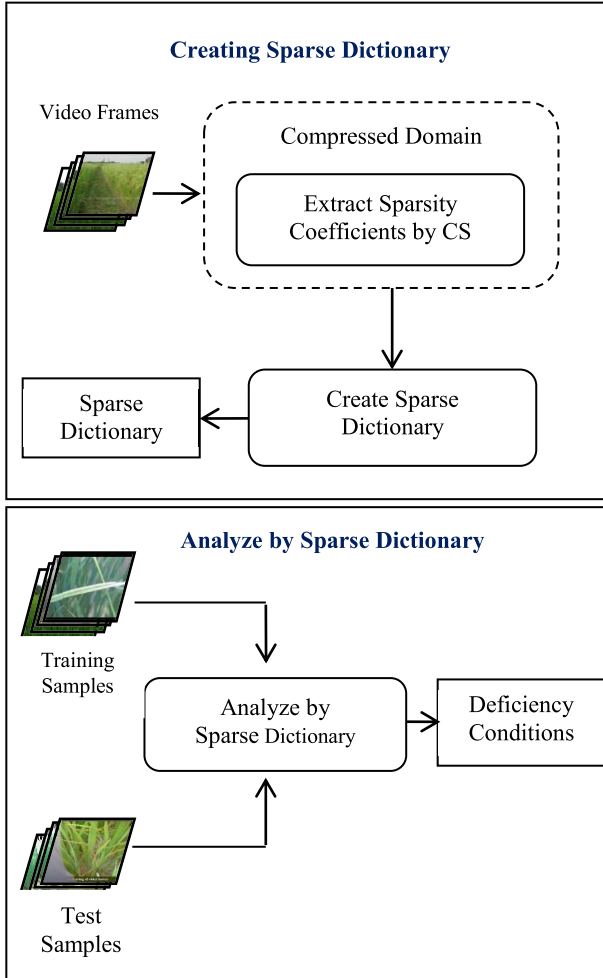 Creating Sparse Dictionary
Video Frames
Compressed Domain
Extract Sparsity
Coefficients by CS
Create Sparse
Dictionary
Sparse
Dictionary
Analyze by Sparse Dictionary
Training
Samples
Analyze by
Sparse Dictionary
Deficiency
Conditions
Test
Samples